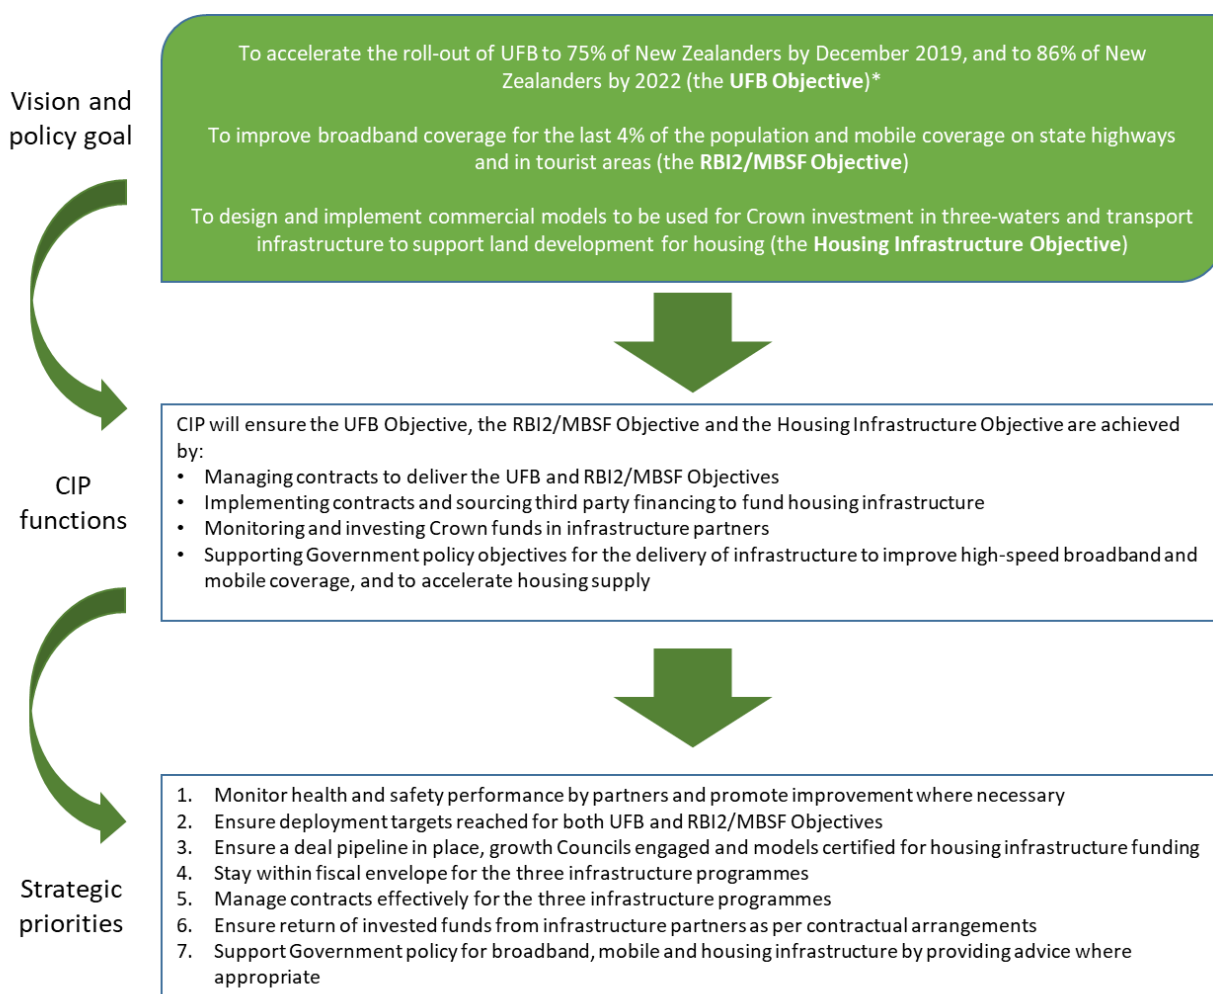 Vision and
policy goal
To accelerate the roll-out of UFB to 75% of New Zealanders by December 2019, and to 86% of New
Zealanders by 2022 (the UFB Objective)*
To improve broadband coverage for the last 4% of the population and mobile coverage on state highways
and in tourist areas (the RBI2/MBSF Objective)
To design and implement commercial models to be used for Crown investment in three-waters and transport
infrastructure to support land development for housing (the Housing Infrastructure Objective)
CIP
functions
CIP will ensure the UFB Objective, the RBI2/MBSF Objective and the Housing Infrastructure Objective are achieved
by:
• Managing contracts to deliver the UFB and RBI2/MBSF Objectives
• Implementing contracts and sourcing third party financing to fund housing infrastructure
• Monitoring and investing Crown funds in infrastructure partners
• Supporting Government policy objectives for the delivery of infrastructure to improve high-speed broadband and
mobile coverage, and to accelerate housing supply
Strategic
priorities
1. Monitor health and safety performance by partners and promote improvement where necessary
2. Ensure deployment targets reached for both UFB and RBI2/MBSF Objectives
3. Ensure a deal pipeline in place, growth Councils engaged and models certified for housing infrastructure funding
4. Stay within fiscal envelope for the three infrastructure programmes
5. Manage contracts effectively for the three infrastructure programmes
6. Ensure return of invested funds from infrastructure partners as per contractual arrangements
7. Support Government policy for broadband, mobile and housing infrastructure by providing advice where
appropriate